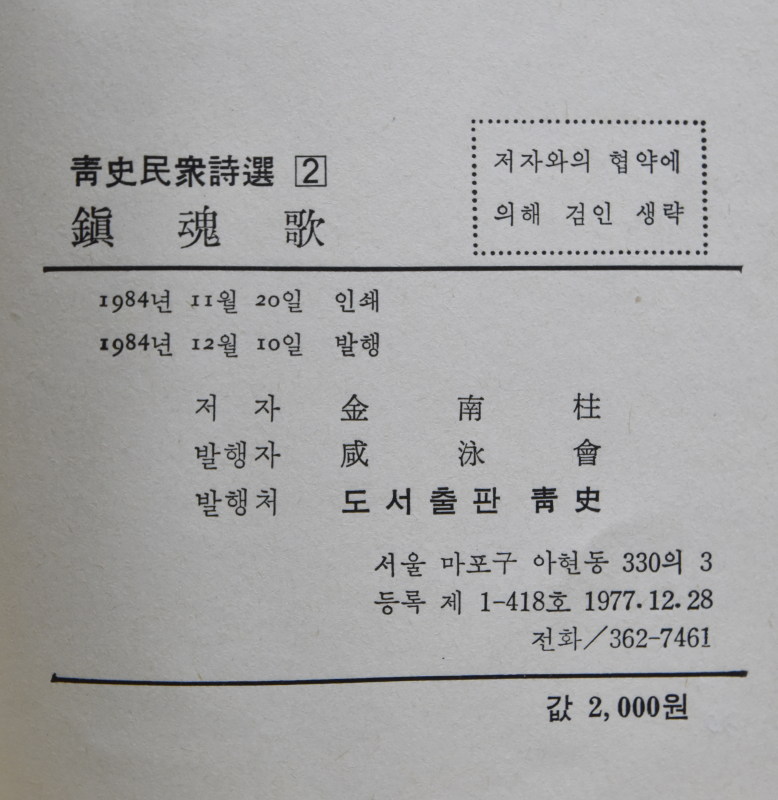 靑史民衆詩選 2
鎭魂歌
저자와의 협약에
의해 검인 생략
1984년 11월 20일 인쇄
1984년 12월 10일 발행
저 자 金 南 柱
발행자 咸 泳 會
발행처 도서출판 靑史
서울 마포구 아현동 330의 3
등록 제 1-418호 1977.12.28
전화/362-7461
값 2,000원